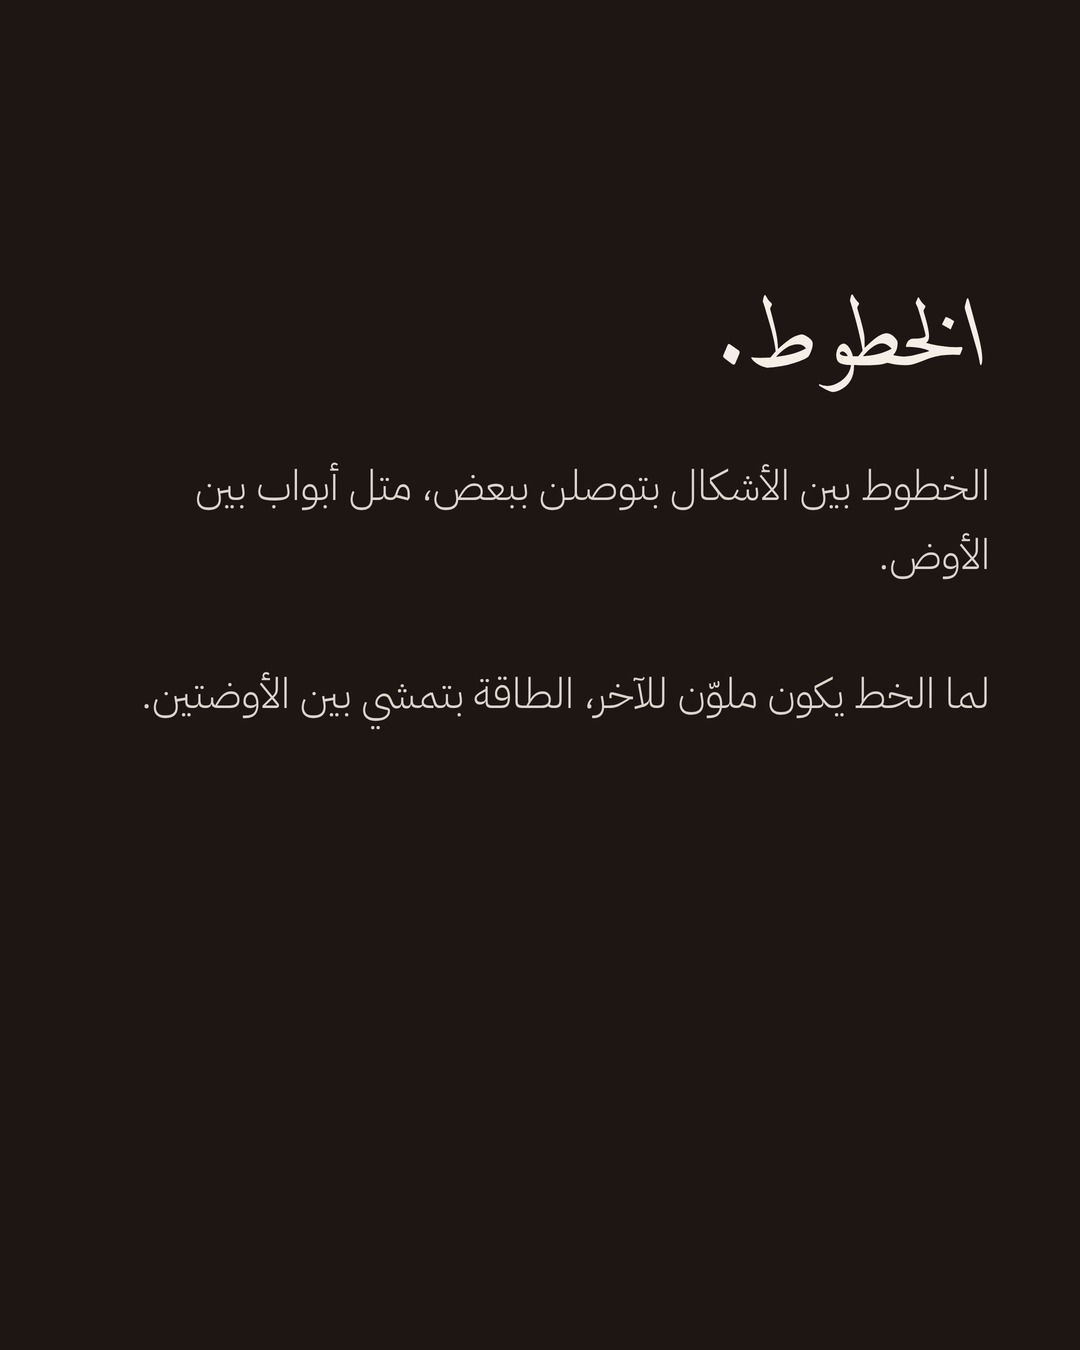 الخطوط.
الخطوط بين الأشكال بتوصلن ببعض، متل أبواب بين
الأوض.
لما الخط يكون ملوّن للآخر، الطاقة بتمشي بين الأوضتين.